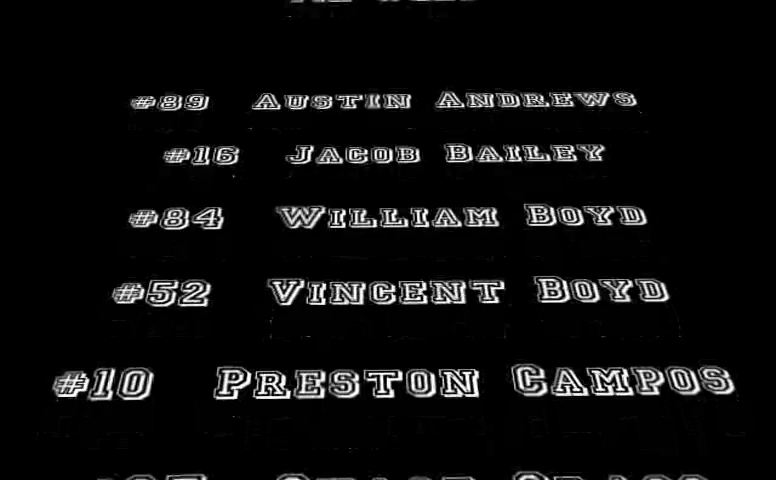 #89 Austin Andrews
#16 Jacob Bailey
#84 William Boyd
#52 Vincent Boyd
#10 Preston Campos